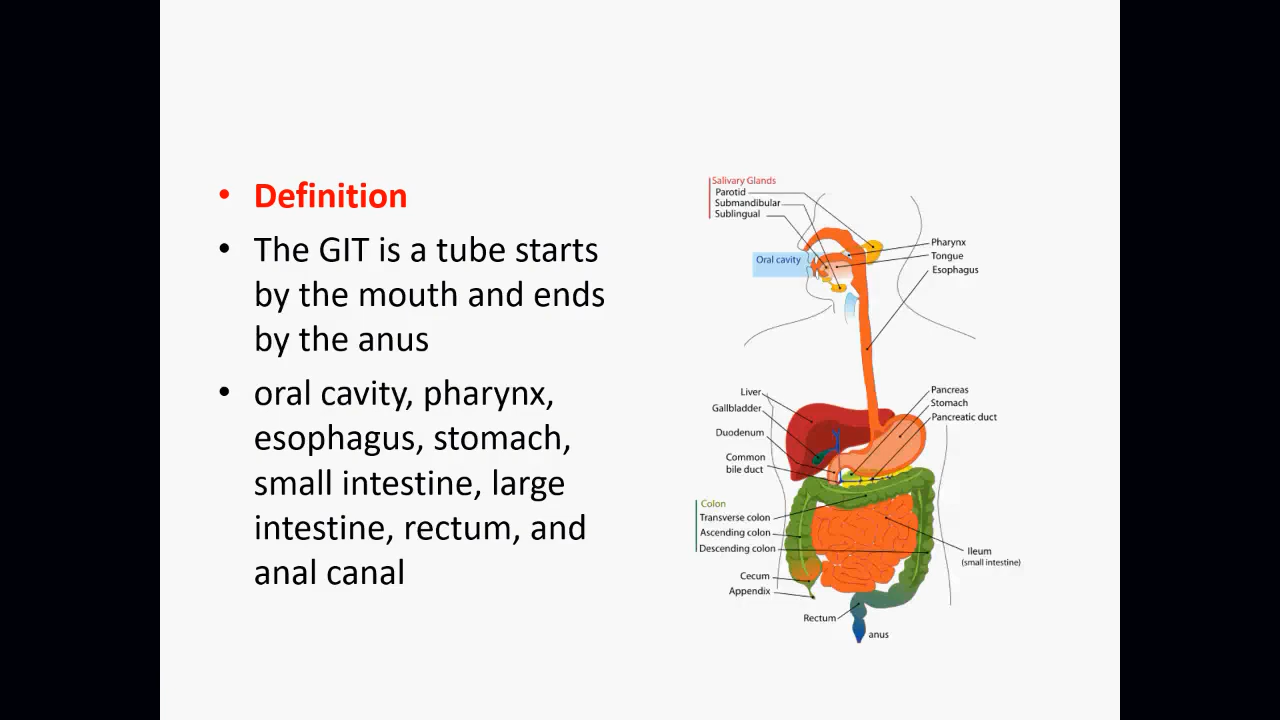 • Definition
• The GIT is a tube starts
by the mouth and ends
by the anus
• oral cavity, pharynx,
esophagus, stomach,
small intestine, large
intestine, rectum, and
anal canal
Salivary Glands
Parotid
Submandibular
Sublingual
Oral cavity
Pharynx
Tongue
Esophagus
Liver
Gallbladder
Duodenum
Common
bile duct
Pancreas
Stomach
Pancreatic duct
Colon
Transverse colon
Ascending colon
Descending colon
Cecum
Appendix
Ileum
(small intestine)
Rectum
anus